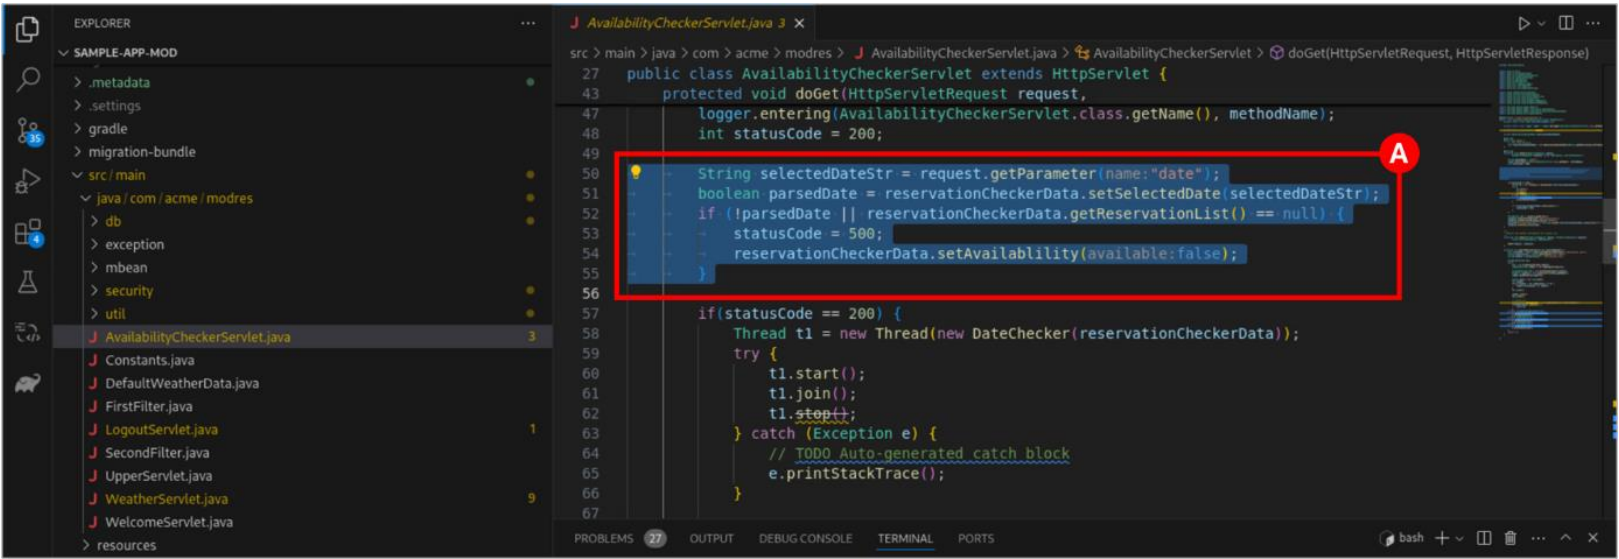 EXPLORER
SAMPLE-APP-MOD
.metadata
.settings
gradle
migration-bundle
src/main
java/com/acme/modres
db
exception
mbean
security
util
J AvailabilityCheckerServlet.java 3
J Constants.java
J DefaultWeatherData.java
J FirstFilter.java
J LogoutServlet.java 1
J SecondFilter.java
J UpperServlet.java
J WeatherServlet.java 9
J WelcomeServlet.java
resources
35
4
J AvailabilityCheckerServlet.java 3 ×
src > main > java > com > acme > modres > J AvailabilityCheckerServlet.java > AvailabilityCheckerServlet > doGet(HttpServletRequest, HttpServletResponse)
27 public class AvailabilityCheckerServlet extends HttpServlet {
43 protected void doGet(HttpServletRequest request,
47 logger.entering(AvailabilityCheckerServlet.class.getName(), methodName);
48 int statusCode = 200;
49
A
50 String selectedDateStr = request.getParameter(name:"date");
51 boolean parsedDate = reservationCheckerData.setSelectedDate(selectedDateStr);
52 if (!parsedDate || reservationCheckerData.getReservationList() == null) {
53 statusCode = 500;
54 reservationCheckerData.setAvailablility(available:false);
55 }
56
57 if(statusCode == 200) {
58 Thread t1 = new Thread(new DateChecker(reservationCheckerData));
59 try {
60 t1.start();
61 t1.join();
62 t1.stop();
63 } catch (Exception e) {
64 // TODO Auto-generated catch block
65 e.printStackTrace();
66 }
67
PROBLEMS 27 OUTPUT DEBUG CONSOLE TERMINAL PORTS bash